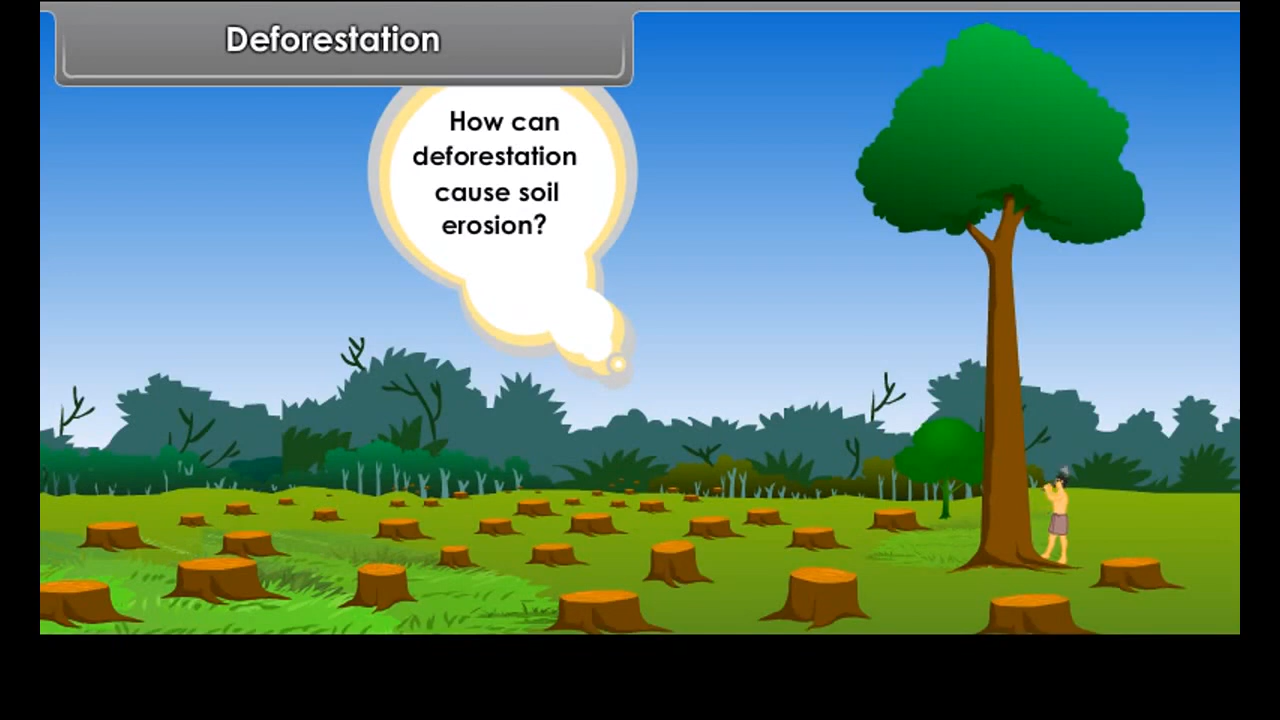 Deforestation
How can
deforestation
cause soil
erosion?